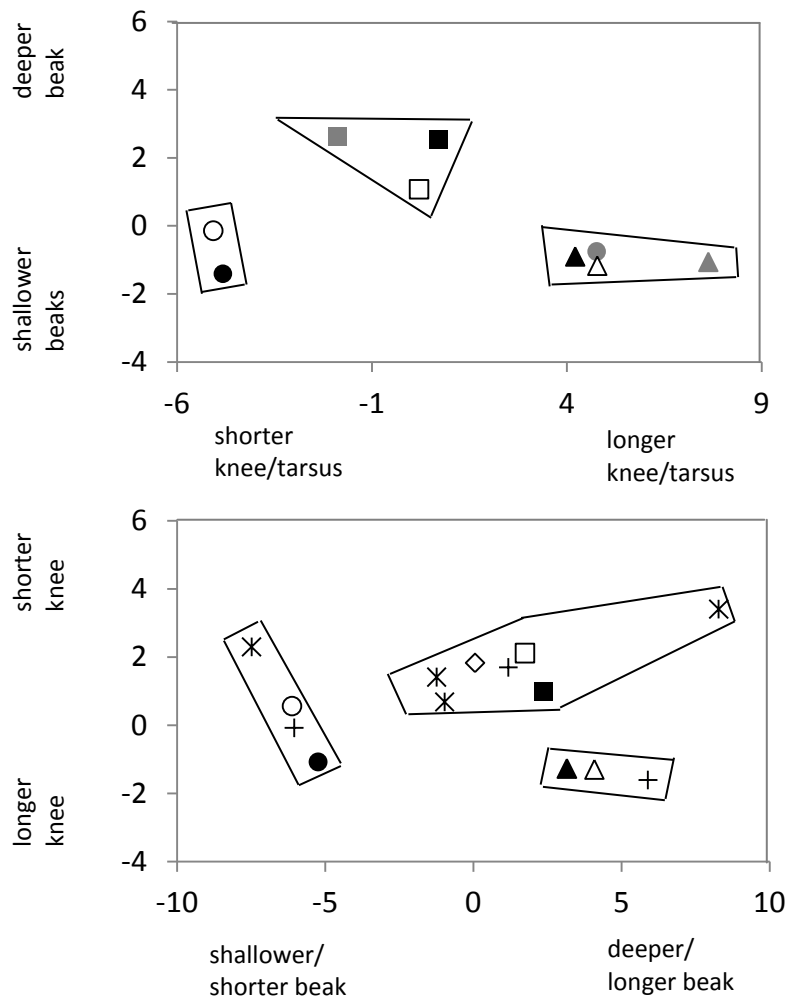 deeper
beak
shallower
beaks
6
4
2
0
-2
-4
-6
-1
4
9
shorter
knee/tarsus
longer
knee/tarsus
shorter
knee
longer
knee
6
4
2
0
-2
-4
-10
-5
0
5
10
shallower/
shorter beak
deeper/
longer beak